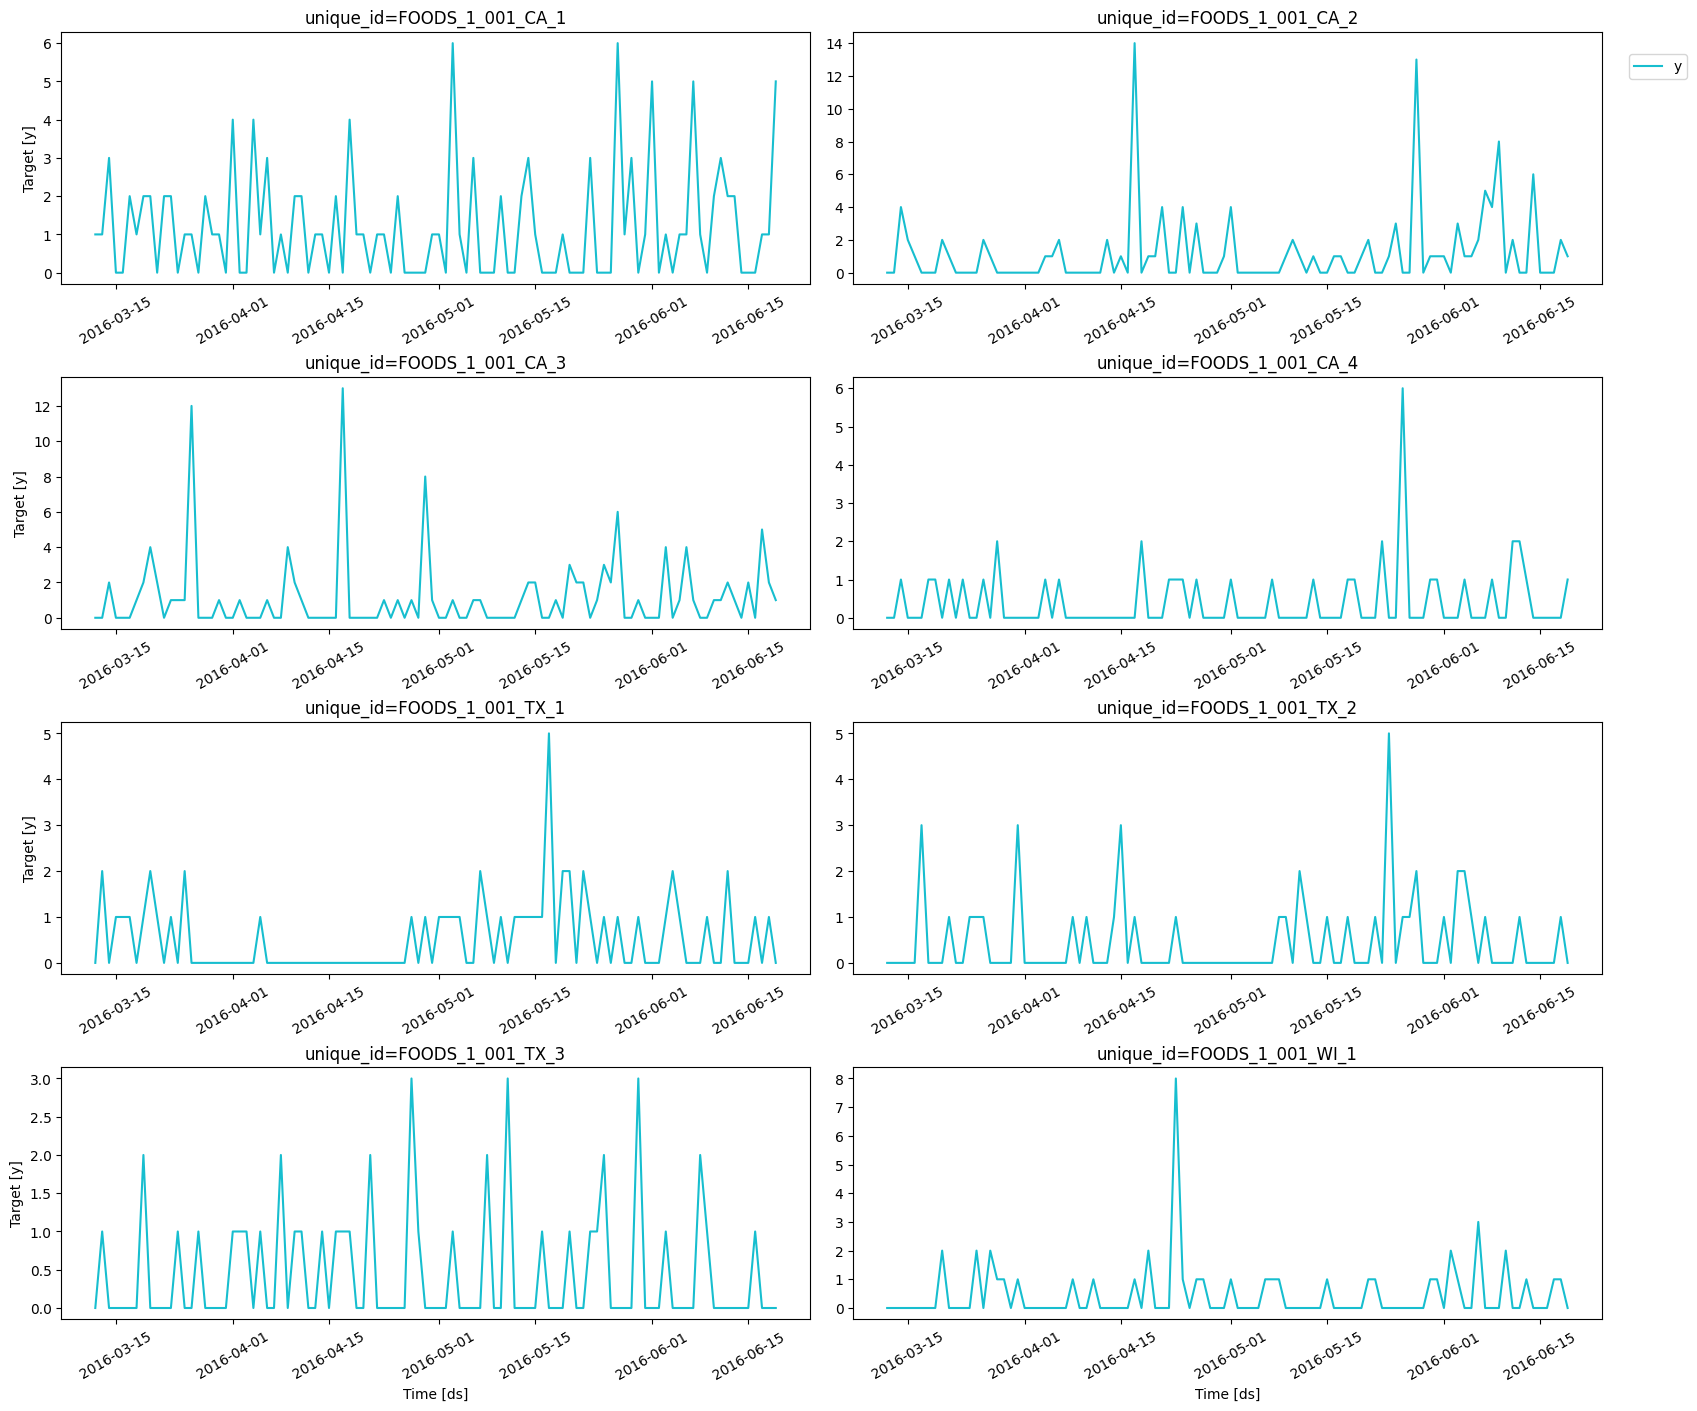 unique_id=FOODS_1_001_CA_1
6
5
4
3
2
1
0
Target [y]
2016-03-15 2016-04-01 2016-04-15 2016-05-01 2016-05-15 2016-06-01 2016-06-15
unique_id=FOODS_1_001_CA_2
14
12
10
8
6
4
2
0
2016-03-15 2016-04-01 2016-04-15 2016-05-01 2016-05-15 2016-06-01 2016-06-15
y
unique_id=FOODS_1_001_CA_3
12
10
8
6
4
2
0
Target [y]
2016-03-15 2016-04-01 2016-04-15 2016-05-01 2016-05-15 2016-06-01 2016-06-15
unique_id=FOODS_1_001_CA_4
6
5
4
3
2
1
0
2016-03-15 2016-04-01 2016-04-15 2016-05-01 2016-05-15 2016-06-01 2016-06-15
unique_id=FOODS_1_001_TX_1
5
4
3
2
1
0
Target [y]
2016-03-15 2016-04-01 2016-04-15 2016-05-01 2016-05-15 2016-06-01 2016-06-15
unique_id=FOODS_1_001_TX_2
5
4
3
2
1
0
2016-03-15 2016-04-01 2016-04-15 2016-05-01 2016-05-15 2016-06-01 2016-06-15
unique_id=FOODS_1_001_TX_3
3.0
2.5
2.0
1.5
1.0
0.5
0.0
Target [y]
2016-03-15 2016-04-01 2016-04-15 2016-05-01 2016-05-15 2016-06-01 2016-06-15
Time [ds]
unique_id=FOODS_1_001_WI_1
8
7
6
5
4
3
2
1
0
2016-03-15 2016-04-01 2016-04-15 2016-05-01 2016-05-15 2016-06-01 2016-06-15
Time [ds]